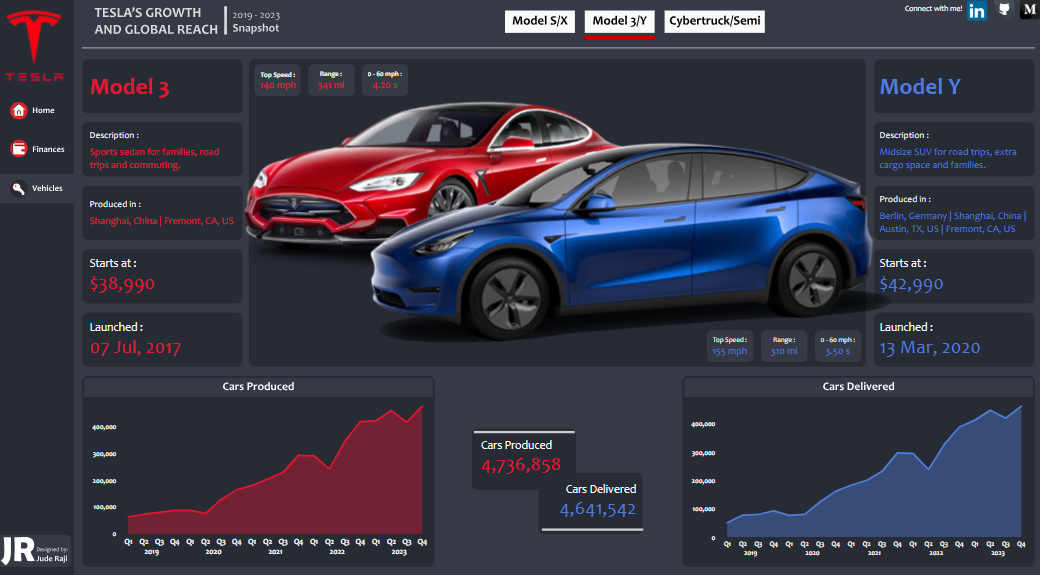 TESLA
TESLA'S GROWTH
AND GLOBAL REACH
2019 - 2023
Snapshot
Model S/X
Model 3/Y
Cybertruck/Semi
Connect with me!
in
M
Home
Finances
Vehicles
Model 3
Description :
Sports sedan for families, road
trips and commuting.
Produced in :
Shanghai, China | Fremont, CA, US
Starts at :
$38,990
Launched :
07 Jul, 2017
Top Speed :
140 mph
Range :
341 mi
0 - 60 mph :
4.20 s
Top Speed :
155 mph
Range :
310 mi
0 - 60 mph :
3.50 s
Model Y
Description :
Midsize SUV for road trips, extra
cargo space and families.
Produced in :
Berlin, Germany | Shanghai, China |
Austin, TX, US | Fremont, CA, US
Starts at :
$42,990
Launched :
13 Mar, 2020
Cars Produced
400,000
300,000
200,000
100,000
0
Q1 Q2 Q3 Q4 Q1 Q2 Q3 Q4 Q1 Q2 Q3 Q4 Q1 Q2 Q3 Q4 Q1 Q2 Q3 Q4
2019 2020 2021 2022 2023
Cars Produced
4,736,858
Cars Delivered
4,641,542
Cars Delivered
400,000
300,000
200,000
100,000
0
Q1 Q2 Q3 Q4 Q1 Q2 Q3 Q4 Q1 Q2 Q3 Q4 Q1 Q2 Q3 Q4 Q1 Q2 Q3 Q4
2019 2020 2021 2022 2023
JR
Designed by:
Jude Raji